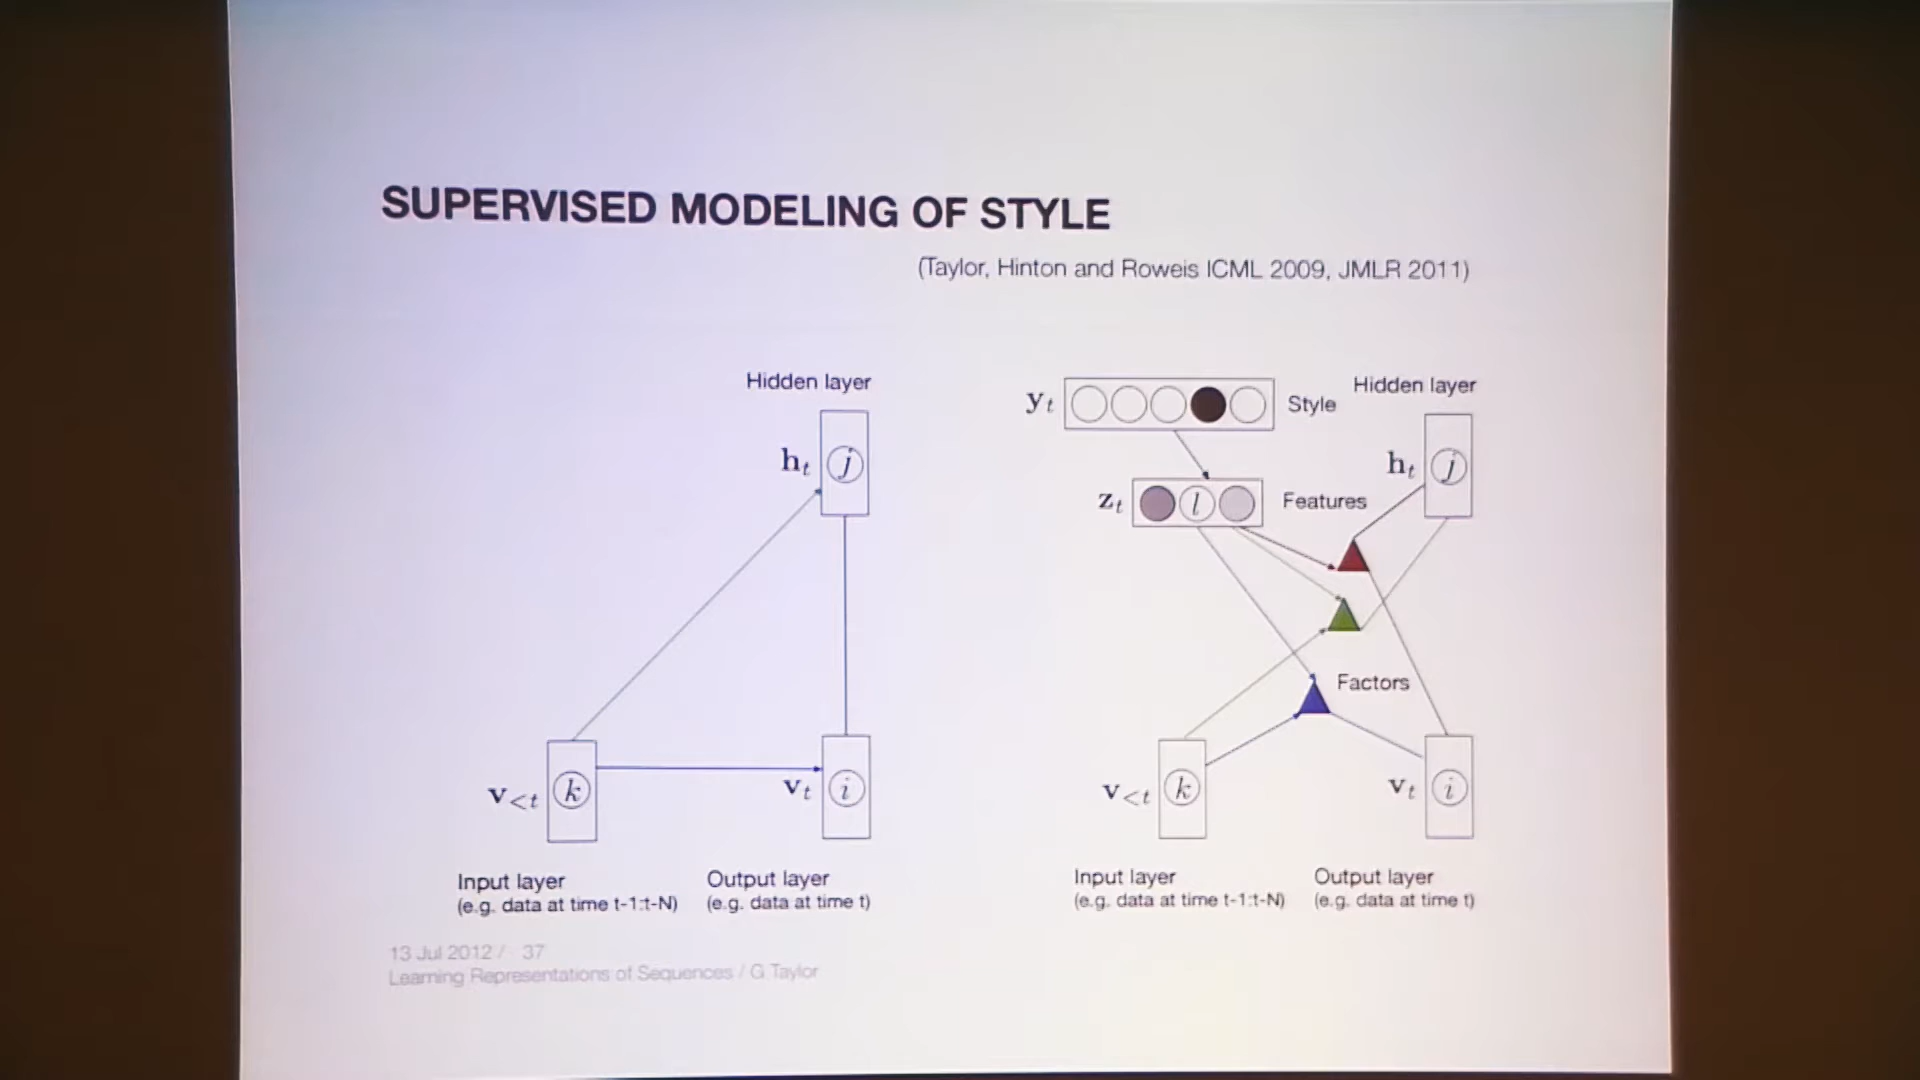 SUPERVISED MODELING OF STYLE
(Taylor, Hinton and Roweis ICML 2009, JMLR 2011)
Hidden layer
h_t
j
v_{<t}
k
v_t
i
Input layer
(e.g. data at time t-1:t-N)
Output layer
(e.g. data at time t)
y_t
Style
Hidden layer
z_t
l
Features
h_t
j
Factors
v_{<t}
k
v_t
i
Input layer
(e.g. data at time t-1:t-N)
Output layer
(e.g. data at time t)
13 Jul 2012 / 37
Learning Representations of Sequences / G Taylor